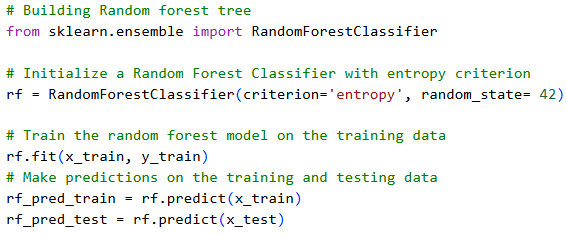 # Building Random forest tree
from sklearn.ensemble import RandomForestClassifier
# Initialize a Random Forest Classifier with entropy criterion
rf = RandomForestClassifier(criterion='entropy', random_state= 42)
# Train the random forest model on the training data
rf.fit(x_train, y_train)
# Make predictions on the training and testing data
rf_pred_train = rf.predict(x_train)
rf_pred_test = rf.predict(x_test)